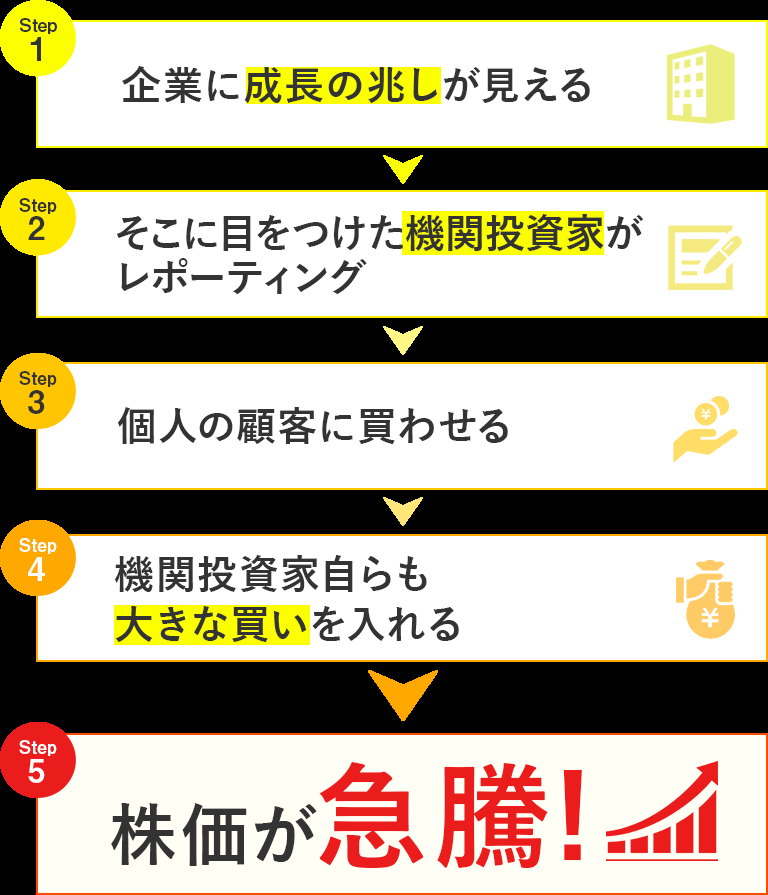 Step
1
企業に成長の兆しが見える
Step
2
そこに目をつけた機関投資家が
レポーティング
Step
3
個人の顧客に買わせる
¥
Step
4
機関投資家自らも
大きな買いを入れる
¥
Step
5
株価が急騰!